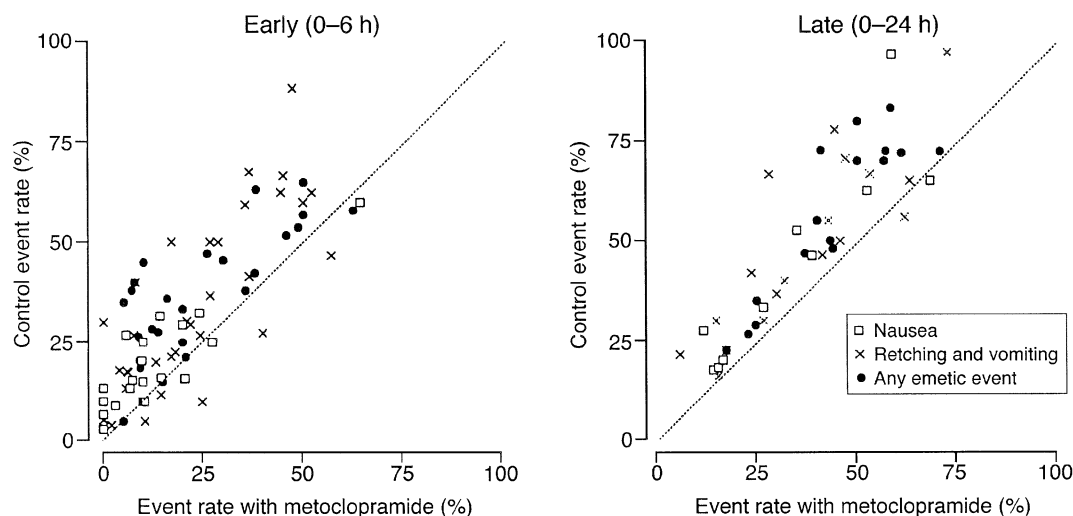 Early (0–6 h)
100
75
50
25
0
Control event rate (%)
0
25
50
75
100
Event rate with metoclopramide (%)
Late (0–24 h)
100
75
50
25
0
Control event rate (%)
Nausea
Retching and vomiting
Any emetic event
0
25
50
75
100
Event rate with metoclopramide (%)